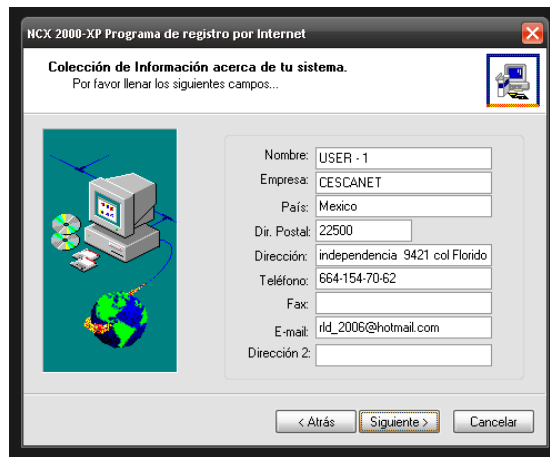 NCX 2000-XP Programa de registro por Internet
Colección de Información acerca de tu sistema.
Por favor llenar los siguientes campos...
Nombre: USER - 1
Empresa: CESCANET
País: Mexico
Dir. Postal: 22500
Dirección: independencia 9421 col Florido
Teléfono: 664-154-70-62
Fax:
E-mail: rld_2006@hotmail.com
Dirección 2:
< Atrás Siguiente > Cancelar